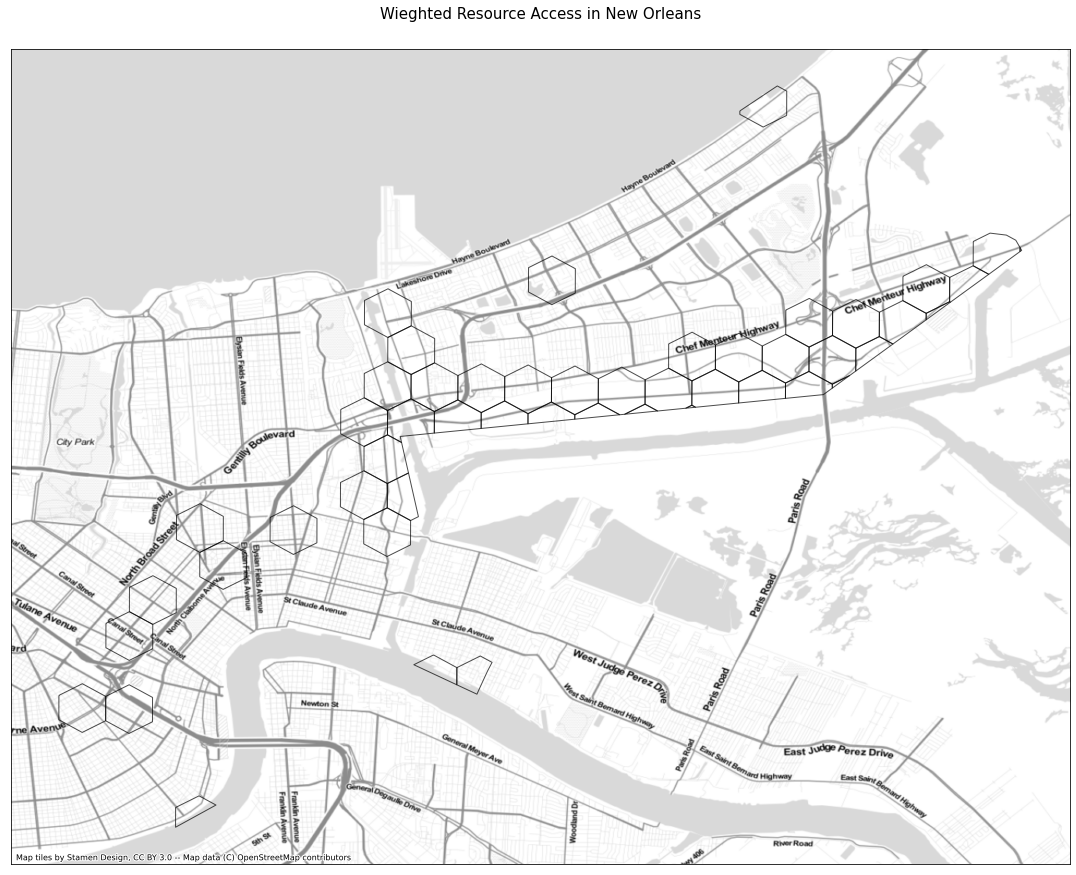 Wieghted Resource Access in New Orleans
Hayne Boulevard
Hayne Boulevard
Lakeshore Drive
Chef Menteur Highway
Chef Menteur Highway
Elysian Fields Avenue
City Park
Gentilly Boulevard
Gentilly Blvd
North Broad Street
Paris Road
Canal Street
Tulane Avenue
North Claiborne Avenue
Elysian Fields Avenue
Elysian Fields Avenue
Paris Road
St Claude Avenue
St Claude Avenue
Canal Street
Canal Street
West Judge Perez Drive
Paris Road
West Saint Bernard Highway
Newton St
rne Avenue
General Meyer Ave
Paris Road
East Judge Perez Drive
East Saint Bernard Highway
East Saint Bernard Highway
General Degaulle Drive
Franklin Avenue
Franklin Avenue
Woodland Dr
5th St
River Road
wy 406
Map tiles by Stamen Design, CC BY 3.0 -- Map data (C) OpenStreetMap contributors